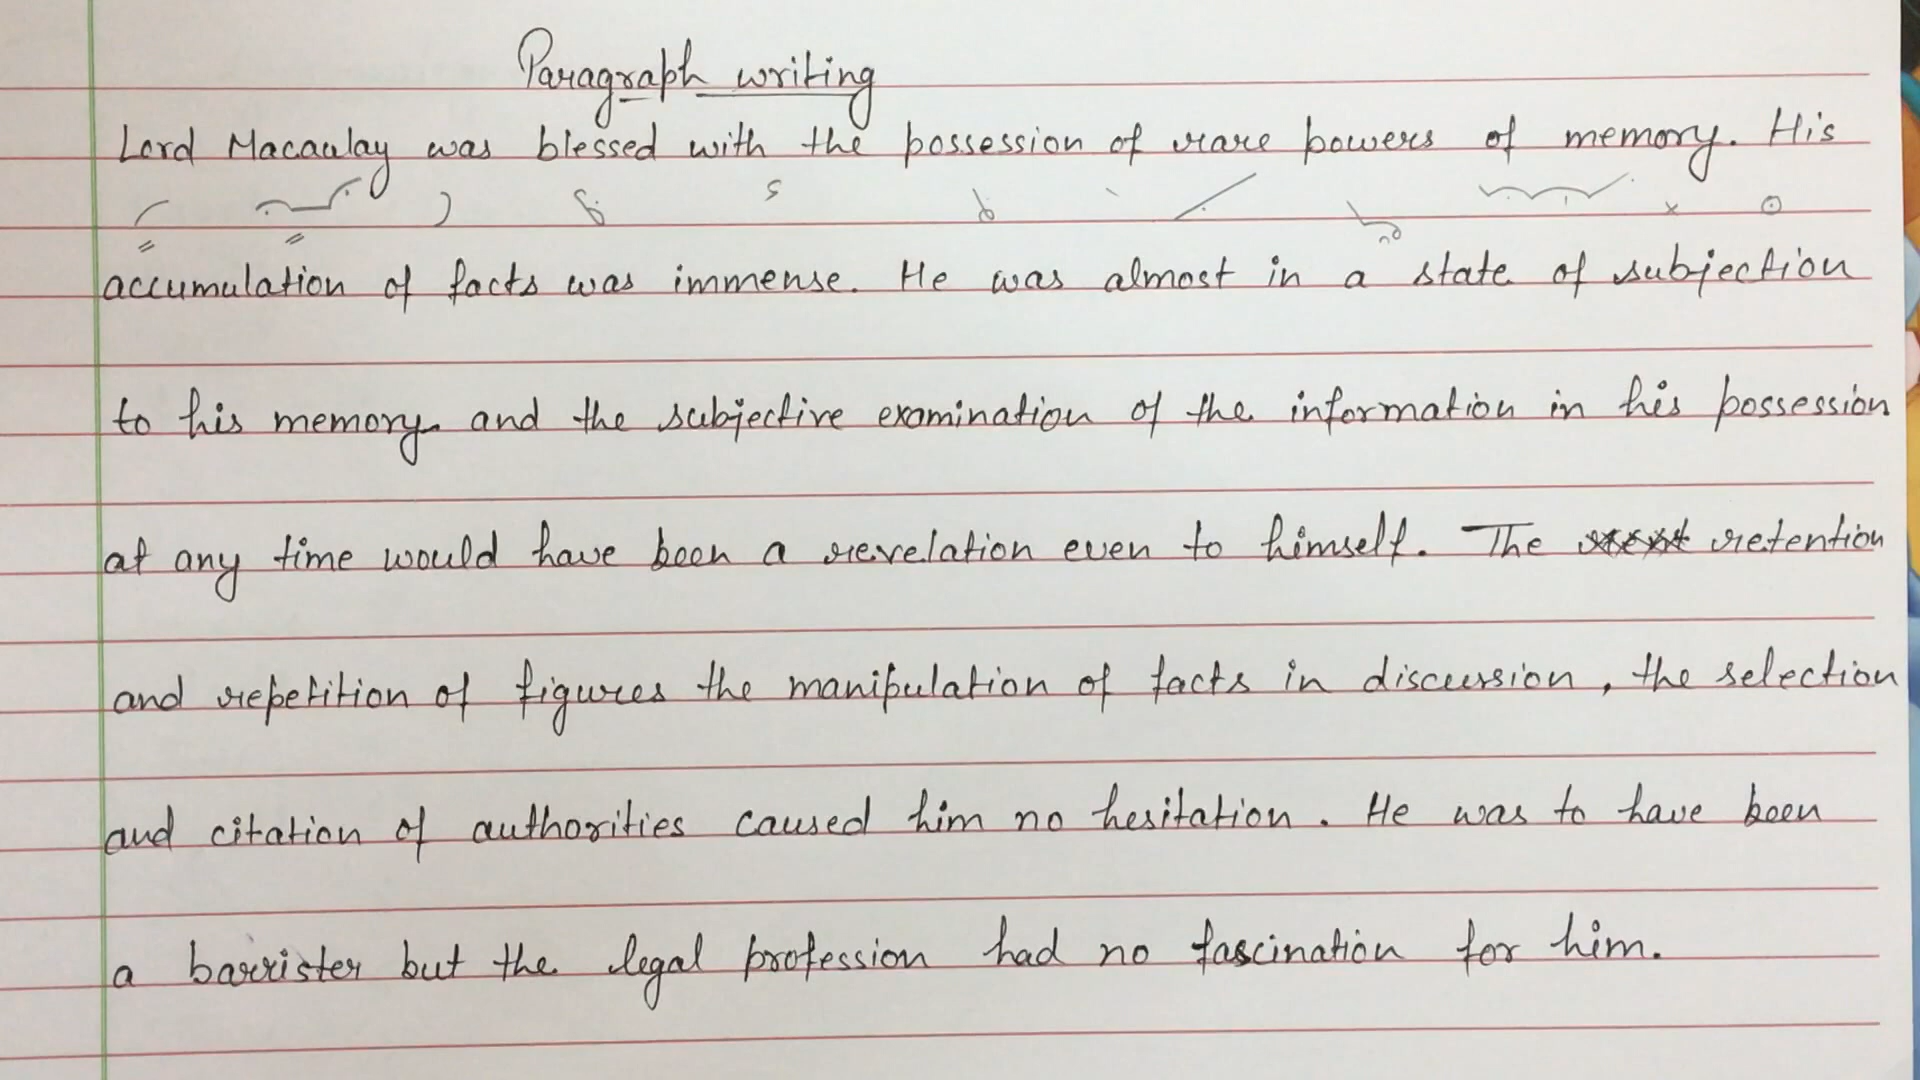 Paragraph writing
Lord Macaulay was blessed with the possession of rare powers of memory. His
accumulation of facts was immense. He was almost in a state of subjection
to his memory and the subjective examination of the information in his possession
at any time would have been a revelation even to himself. The retention
and repetition of figures the manipulation of facts in discussion, the selection
and citation of authorities caused him no hesitation. He was to have been
a barrister but the legal profession had no fascination for him.